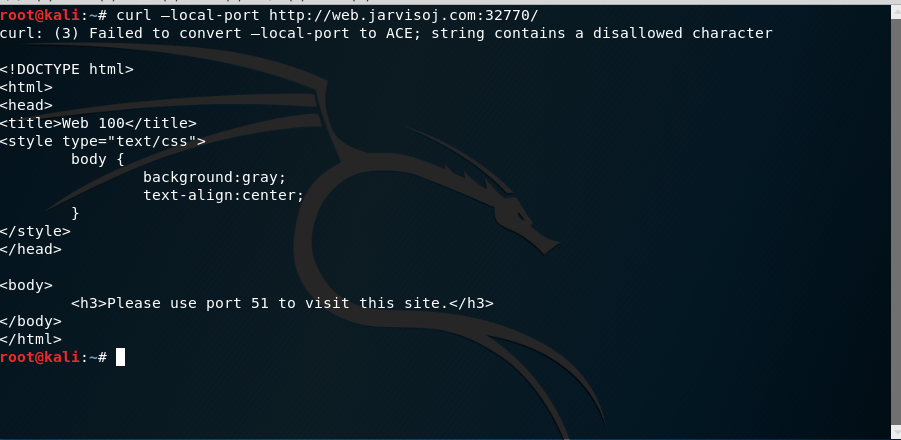 root@kali:~# curl –local-port http://web.jarvisoj.com:32770/
curl: (3) Failed to convert –local-port to ACE; string contains a disallowed character
<!DOCTYPE html>
<html>
<head>
<title>Web 100</title>
<style type="text/css">
body {
background:gray;
text-align:center;
}
</style>
</head>
<body>
<h3>Please use port 51 to visit this site.</h3>
</body>
</html>
root@kali:~#